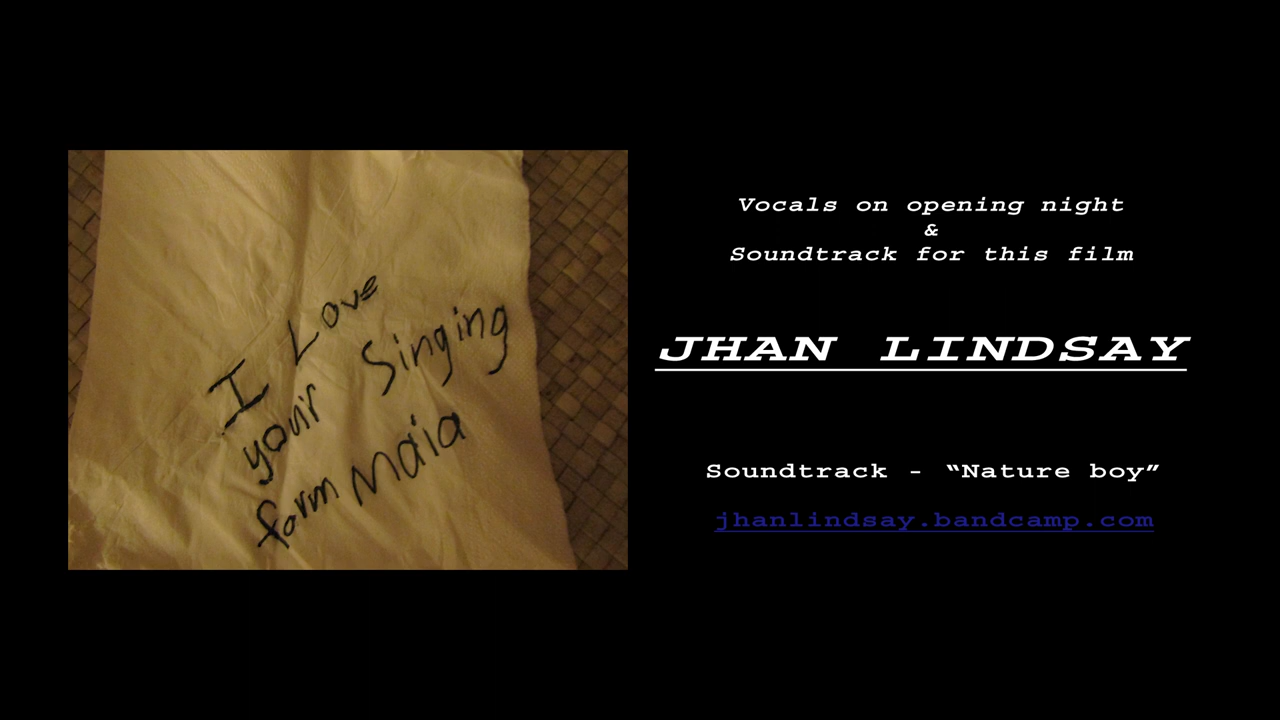 I Love
your Singing
form Maia
Vocals on opening night
&
Soundtrack for this film
JHAN LINDSAY
Soundtrack - “Nature boy”
jhanlindsay.bandcamp.com